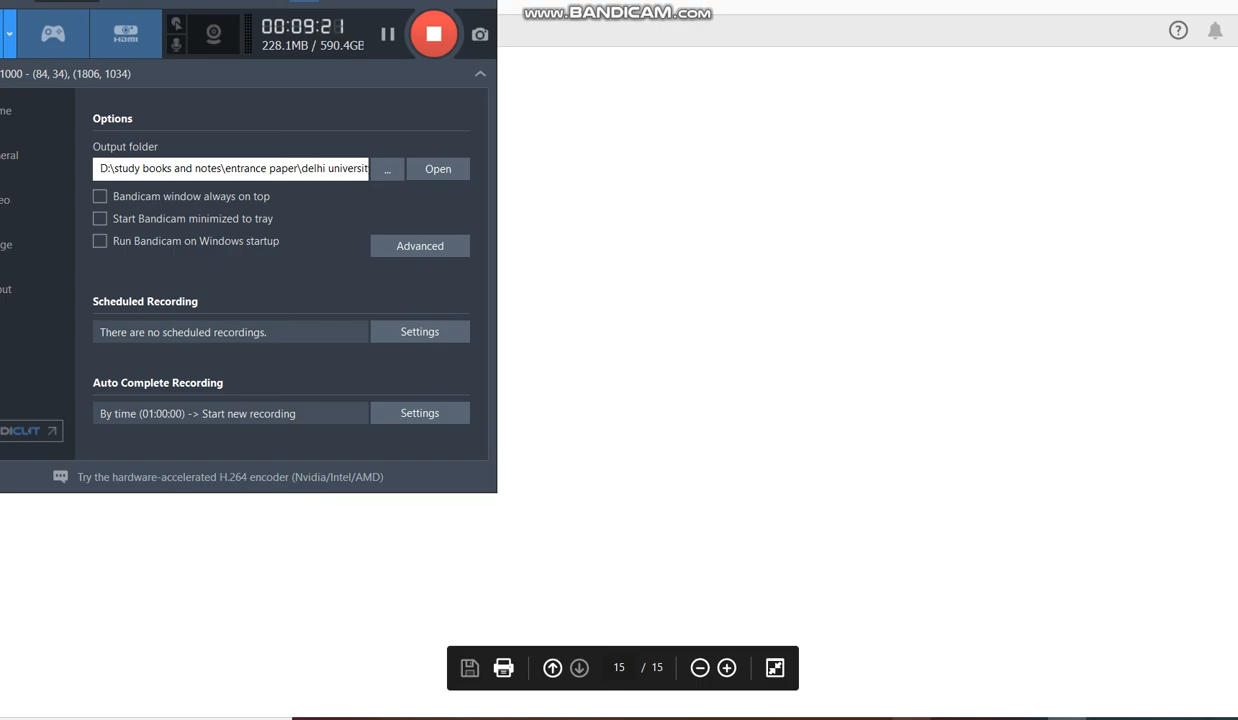 www.BANDICAM.com
HDMI
00:09:21
228.1MB / 590.4GB
1000 - (84, 34), (1806, 1034)
me
eral
eo
ge
put
Options
Output folder
D:\study books and notes\entrance paper\delhi universit
...
Open
Bandicam window always on top
Start Bandicam minimized to tray
Run Bandicam on Windows startup
Advanced
Scheduled Recording
There are no scheduled recordings.
Settings
Auto Complete Recording
By time (01:00:00) -> Start new recording
Settings
DICUT
Try the hardware-accelerated H.264 encoder (Nvidia/Intel/AMD)
15 / 15